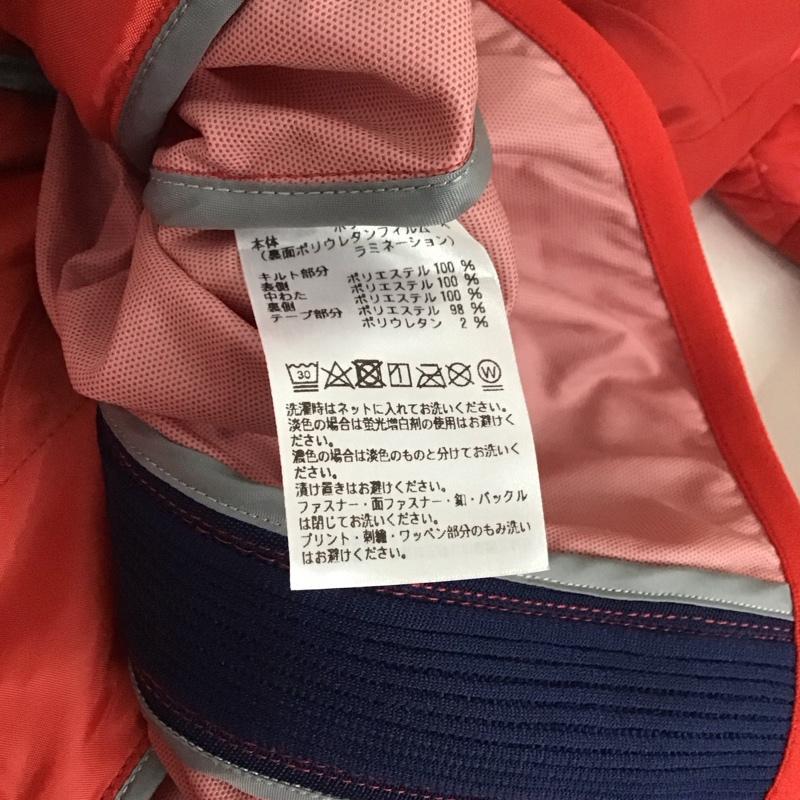 本体
ポリウレタンフィルム
(裏面ポリウレタン ラミネーション)
キルト部分
表側 ポリエステル 100 %
中わた ポリエステル 100 %
裏側 ポリエステル 100 %
テープ部分 ポリエステル 98 %
ポリウレタン 2 %
30 W
洗濯時はネットに入れてお洗いください。
淡色の場合は蛍光増白剤の使用はお避けく
ださい。
濃色の場合は淡色のものと分けてお洗いく
ださい。
漬け置きはお避けください。
ファスナー・面ファスナー・釦・バックル
は閉じてお洗いください。
プリント・刺繍・ワッペン部分のもみ洗い
はお避けください。